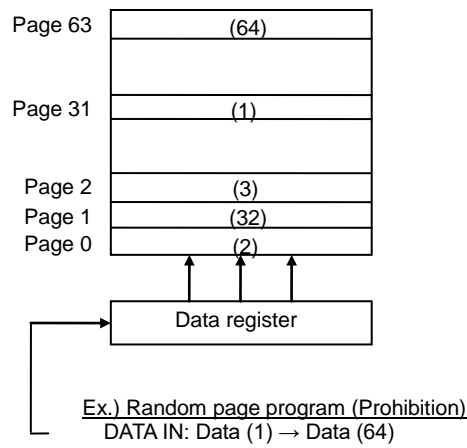 Page 63 (64)
Page 31 (1)
Page 2 (3)
Page 1 (32)
Page 0 (2)
Data register
Ex.) Random page program (Prohibition)
DATA IN: Data (1) → Data (64)